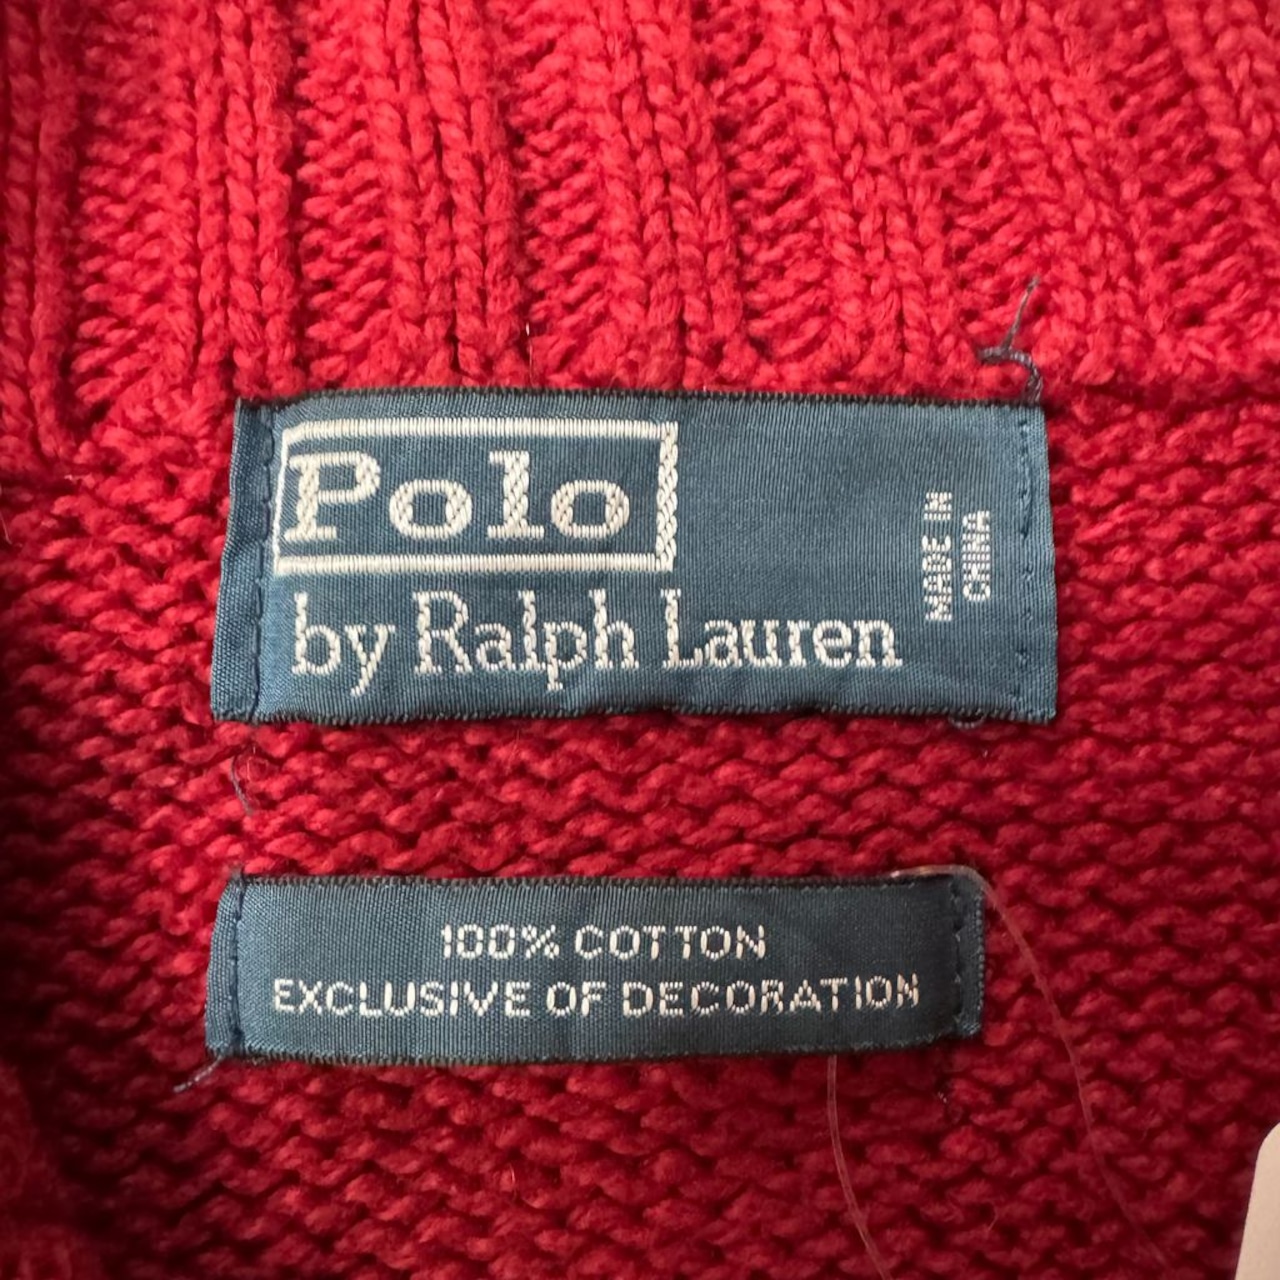 Polo
by Ralph Lauren
MADE IN
CHINA
100% COTTON
EXCLUSIVE OF DECORATION